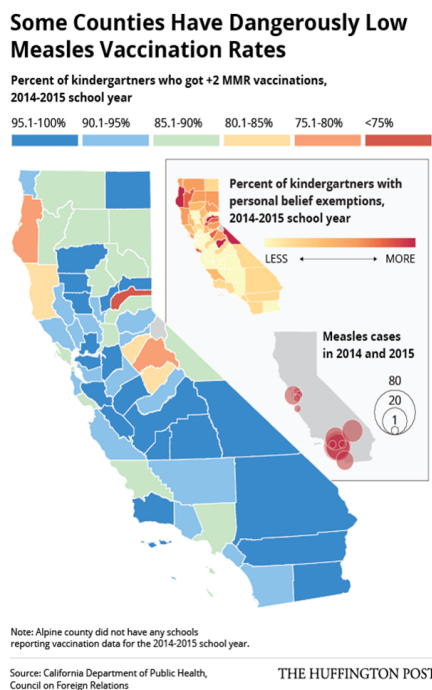 Some Counties Have Dangerously Low
Measles Vaccination Rates
Percent of kindergartners who got +2 MMR vaccinations,
2014-2015 school year
95.1-100% 90.1-95% 85.1-90% 80.1-85% 75.1-80% <75%
Percent of kindergartners with
personal belief exemptions,
2014-2015 school year
LESS MORE
Measles cases
in 2014 and 2015
80
20
1
Note: Alpine county did not have any schools
reporting vaccination data for the 2014-2015 school year.
Source: California Department of Public Health,
Council on Foreign Relations
THE HUFFINGTON POST